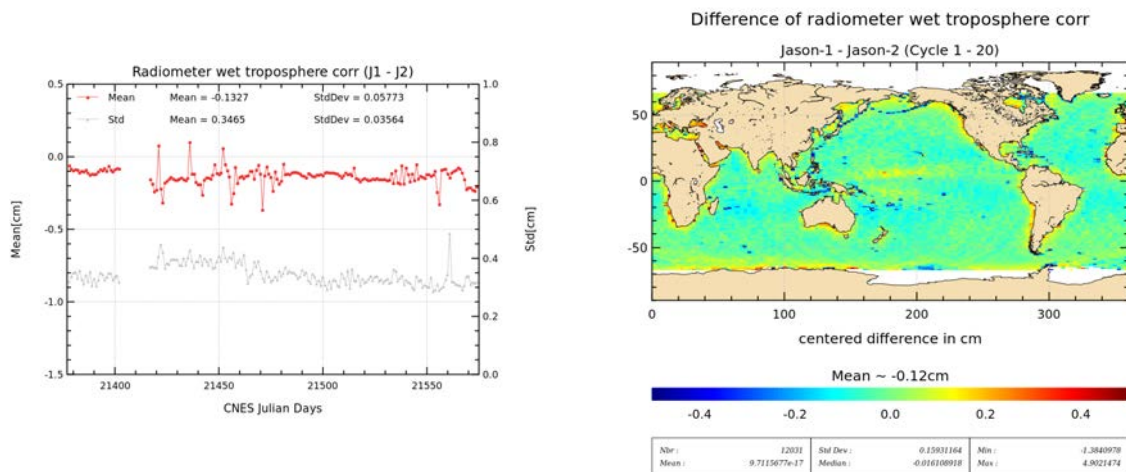 Radiometer wet troposphere corr (J1 - J2)
Mean Mean = -0.1327 StdDev = 0.05773
Std Mean = 0.3465 StdDev = 0.03564
0.5
0.0
-0.5
-1.0
-1.5
Mean[cm]
1.0
0.8
0.6
0.4
0.2
0.0
Std[cm]
21400 21450 21500 21550
CNES Julian Days
Difference of radiometer wet troposphere corr
Jason-1 - Jason-2 (Cycle 1 - 20)
50
0
-50
0 100 200 300
centered difference in cm
Mean ~ -0.12cm
-0.4 -0.2 0.0 0.2 0.4
Nbr : 12031 Std Dev : 0.15931164 Min : -1.3840978
Mean : 9.7115677e-17 Median : -0.016108918 Max : 4.9021474